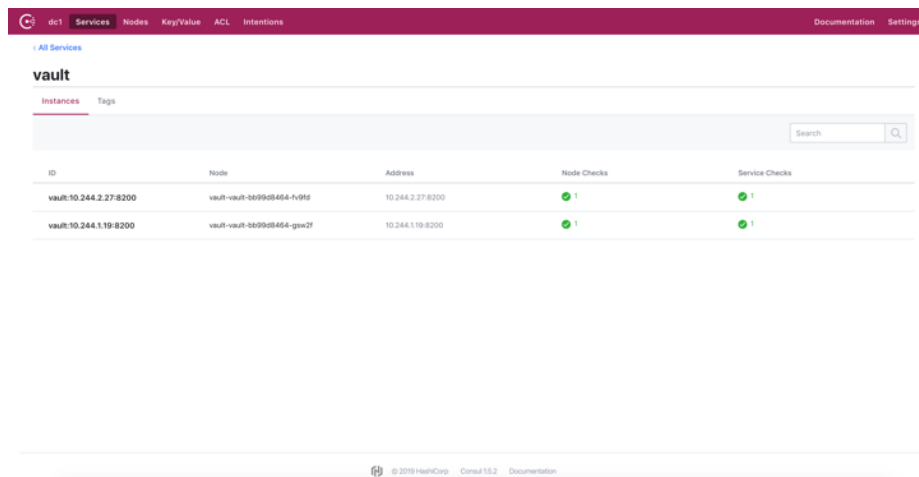 dc1 Services Nodes Key/Value ACL Intentions Documentation Settings
‹ All Services
vault
Instances Tags
Search
ID Node Address Node Checks Service Checks
vault:10.244.2.27:8200 vault-vault-bb99d8464-fv9fd 10.244.2.27:8200 1 1
vault:10.244.1.19:8200 vault-vault-bb99d8464-gsw2f 10.244.1.19:8200 1 1
© 2019 HashiCorp Consul 1.5.2 Documentation